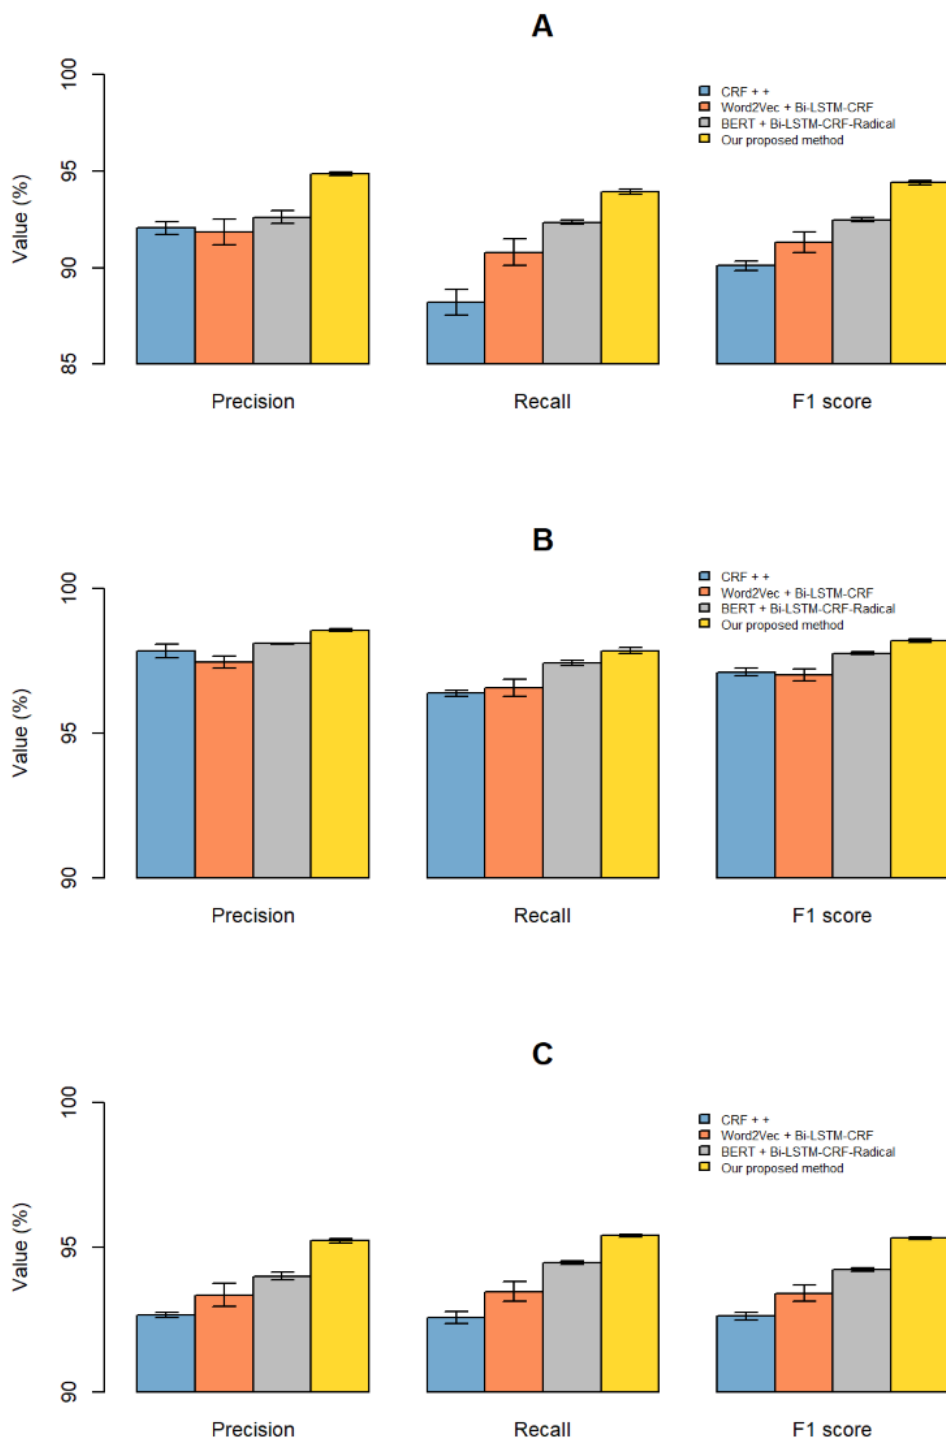 A
100
95
90
85
Value (%)
CRF + +
Word2Vec + Bi-LSTM-CRF
BERT + Bi-LSTM-CRF-Radical
Our proposed method
Precision
Recall
F1 score
B
100
95
90
Value (%)
CRF + +
Word2Vec + Bi-LSTM-CRF
BERT + Bi-LSTM-CRF-Radical
Our proposed method
Precision
Recall
F1 score
C
100
95
90
Value (%)
CRF + +
Word2Vec + Bi-LSTM-CRF
BERT + Bi-LSTM-CRF-Radical
Our proposed method
Precision
Recall
F1 score